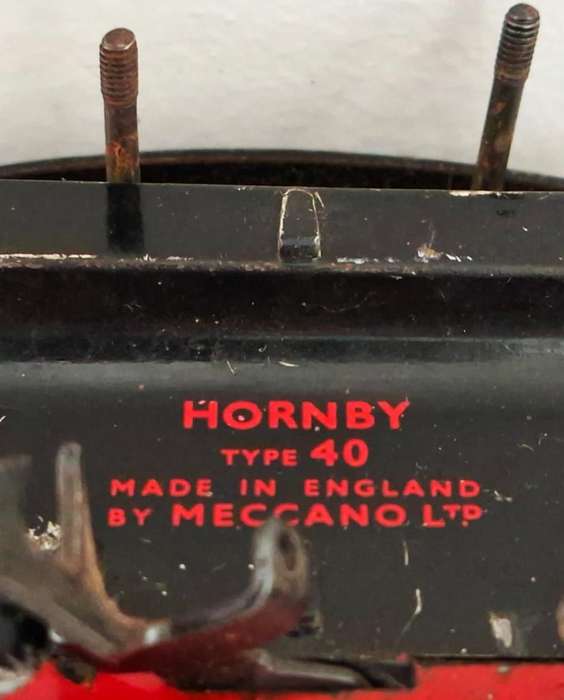 HORNBY
TYPE 40
MADE IN ENGLAND
BY MECCANO LTD